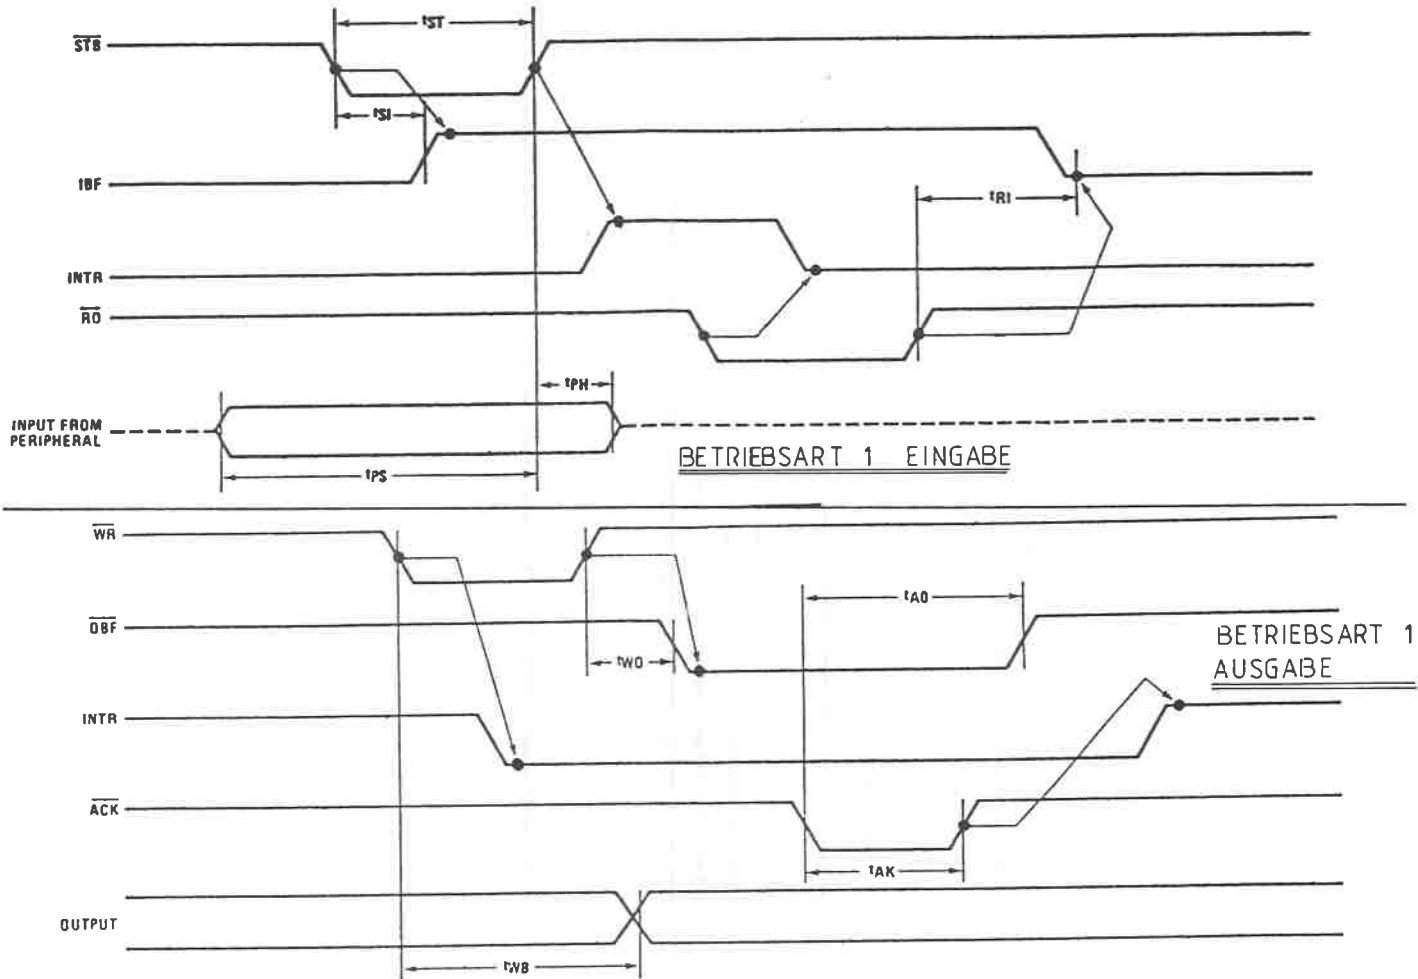 tST
STB
tSI
IBF
tRI
INTR
RD
tPH
INPUT FROM
PERIPHERAL
BETRIEBSART 1 EINGABE
tPS
WR
tAO
OBF
BETRIEBSART 1
tWO
AUSGABE
INTR
ACK
tAK
OUTPUT
tWB